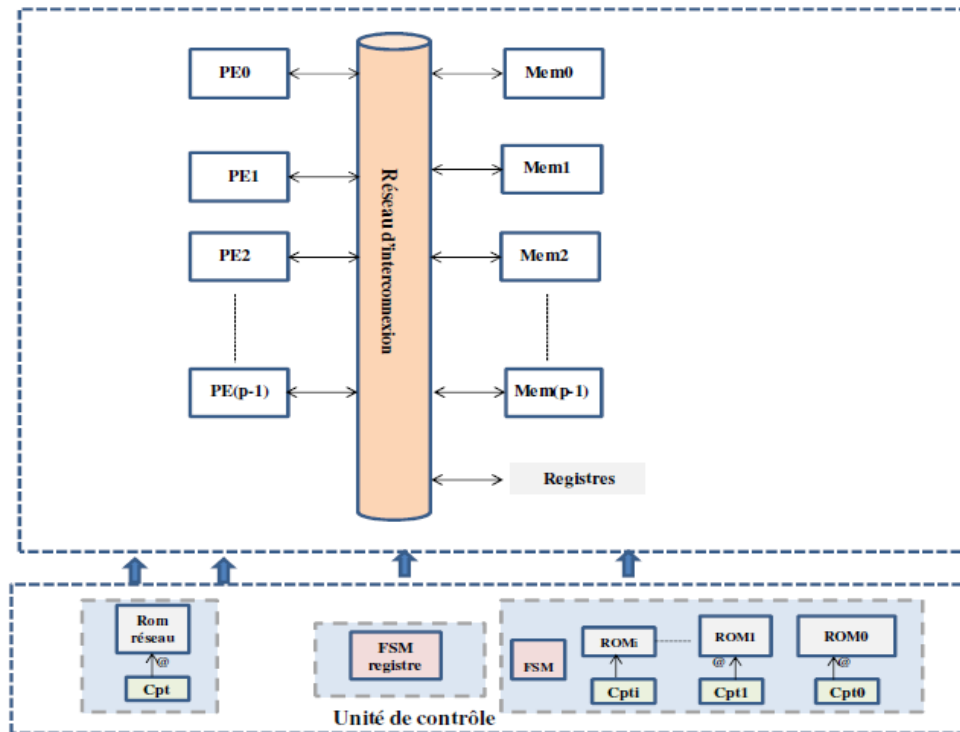 PE0
Mem0
PE1
Mem1
PE2
Mem2
PE(p-1)
Mem(p-1)
Réseau d'interconnexion
Registres
Rom
réseau
@
Cpt
FSM
registre
FSM
ROMi
ROM1
ROM0
@
@
Cpti
Cpt1
Cpt0
Unité de contrôle